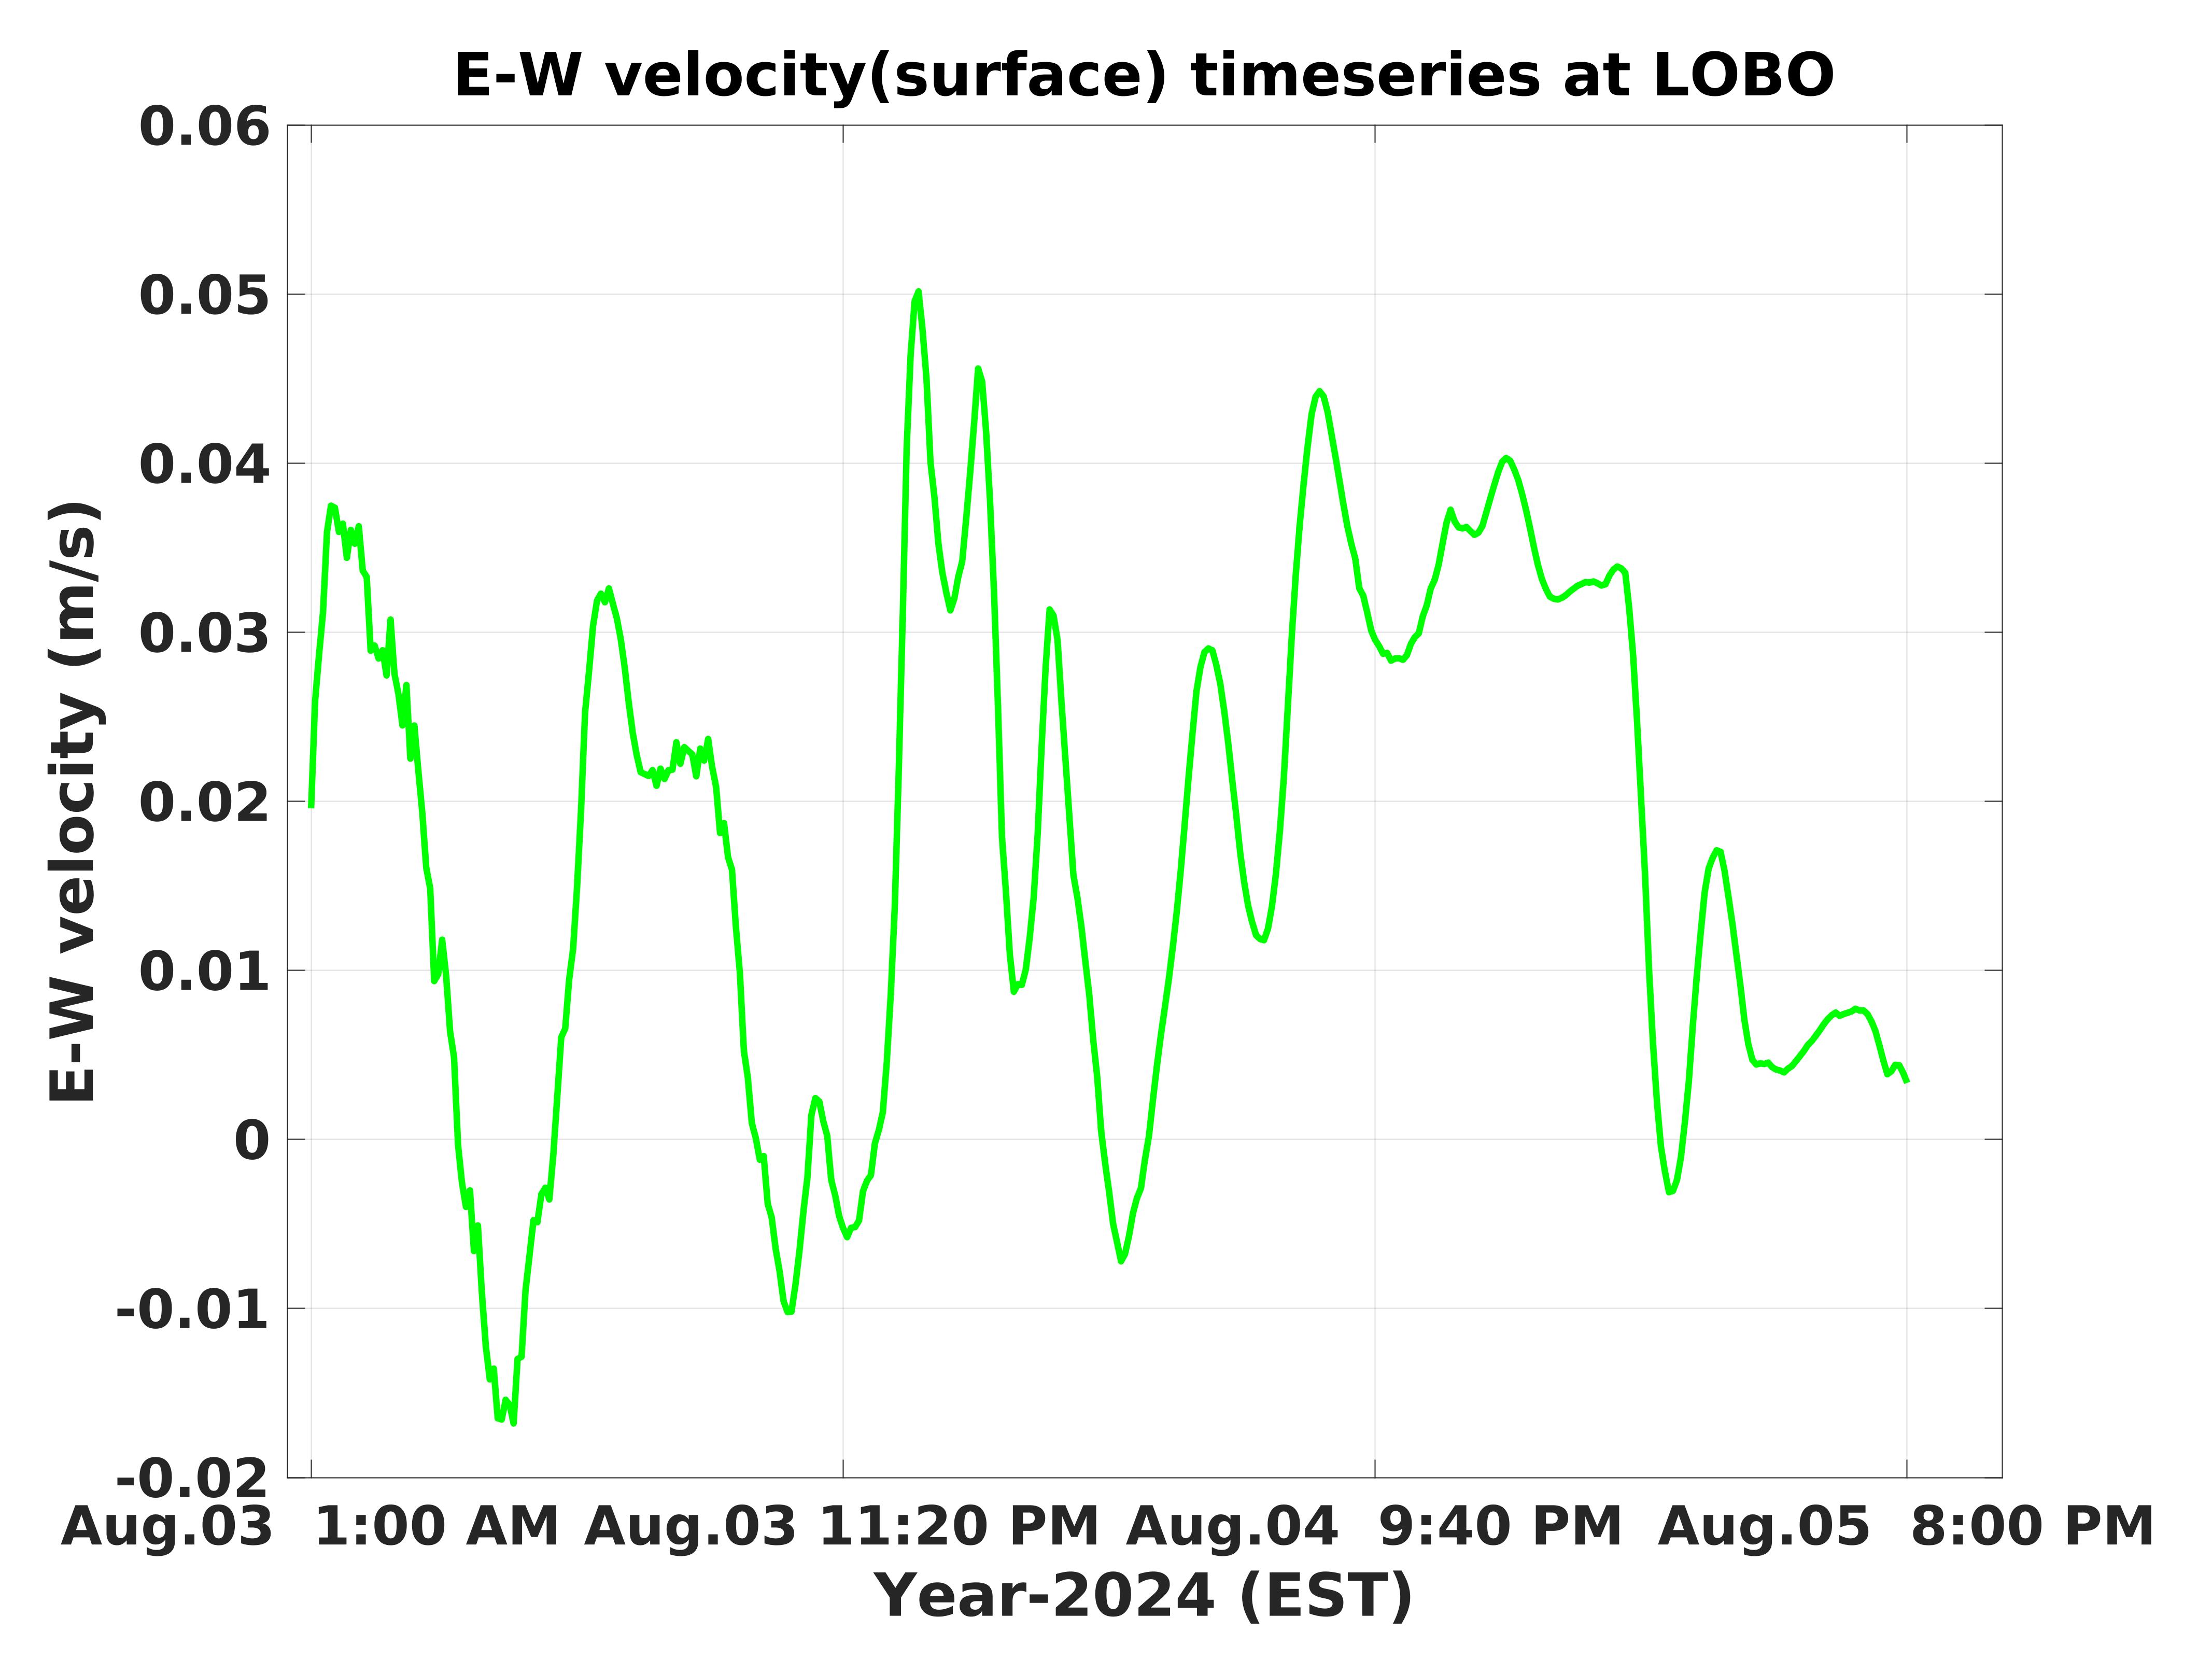 E-W velocity(surface) timeseries at LOBO
E-W velocity (m/s)
0.06
0.05
0.04
0.03
0.02
0.01
0
-0.01
-0.02
Aug.03 1:00 AM
Aug.03 11:20 PM
Aug.04 9:40 PM
Aug.05 8:00 PM
Year-2024 (EST)